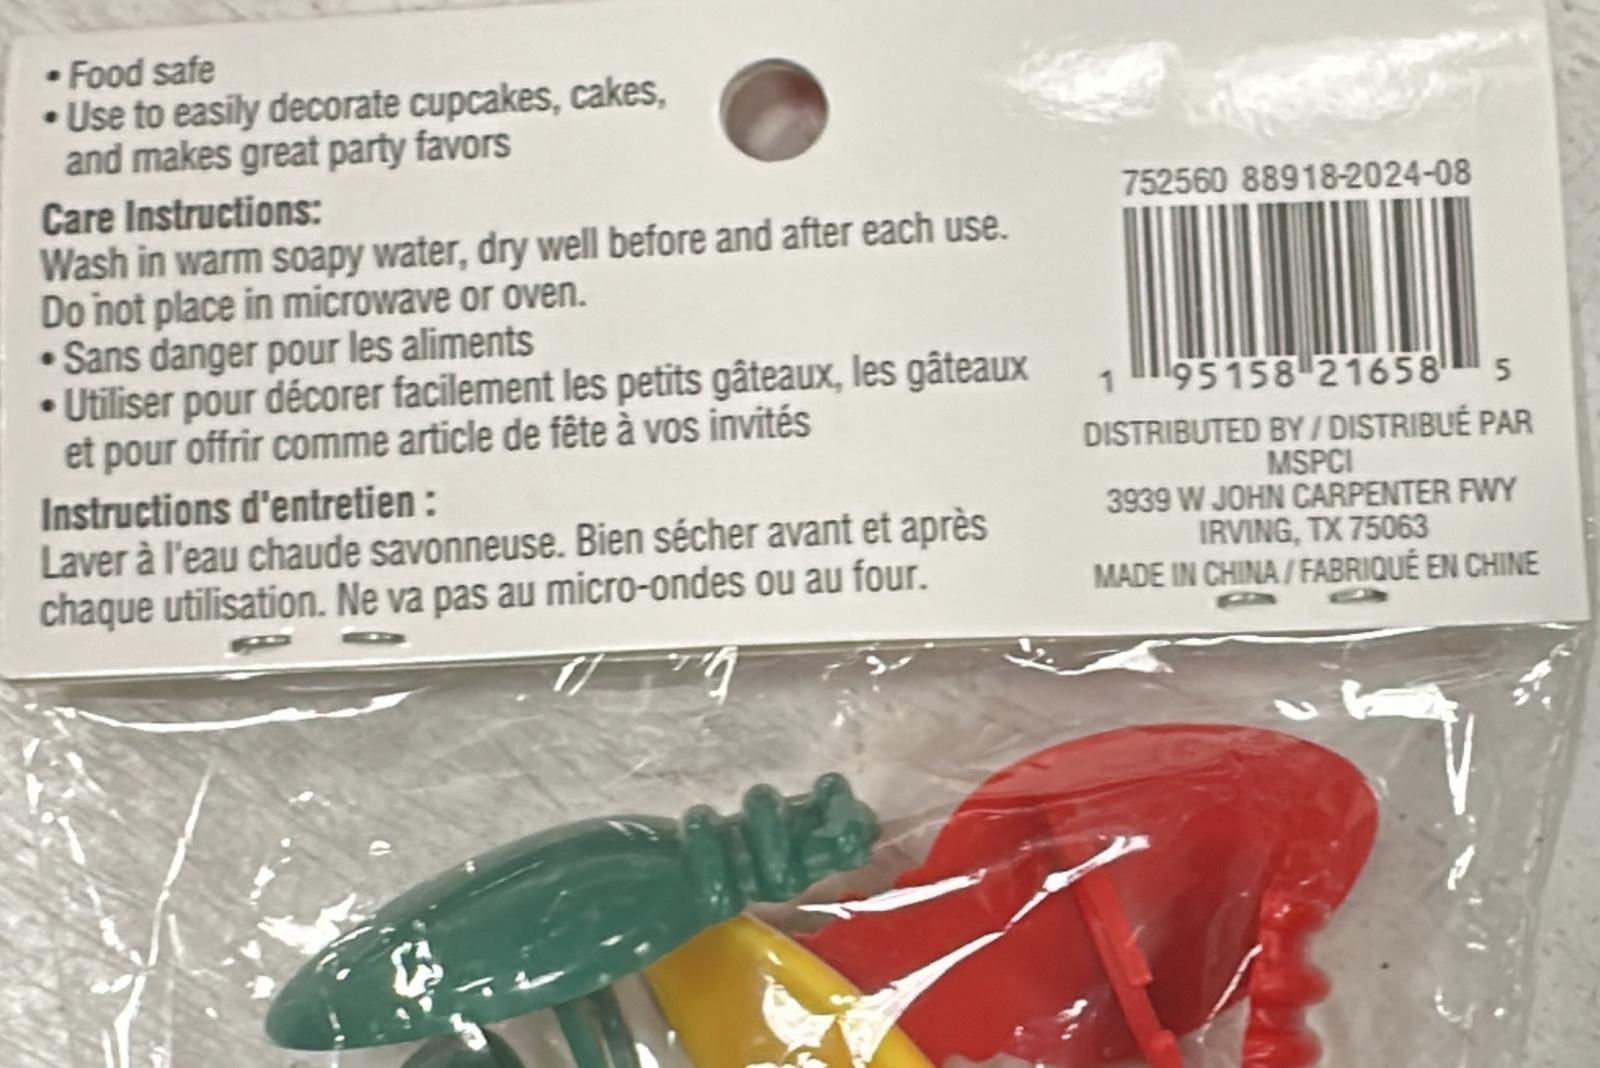 • Food safe
• Use to easily decorate cupcakes, cakes,
and makes great party favors
Care Instructions:
Wash in warm soapy water, dry well before and after each use.
Do not place in microwave or oven.
• Sans danger pour les aliments
• Utiliser pour décorer facilement les petits gâteaux, les gâteaux
et pour offrir comme article de fête à vos invités
Instructions d'entretien :
Laver à l'eau chaude savonneuse. Bien sécher avant et après
chaque utilisation. Ne va pas au micro-ondes ou au four.
752560 88918-2024-08
1 95158 21658 5
DISTRIBUTED BY / DISTRIBUÉ PAR
MSPCI
3939 W JOHN CARPENTER FWY
IRVING, TX 75063
MADE IN CHINA / FABRIQUÉ EN CHINE